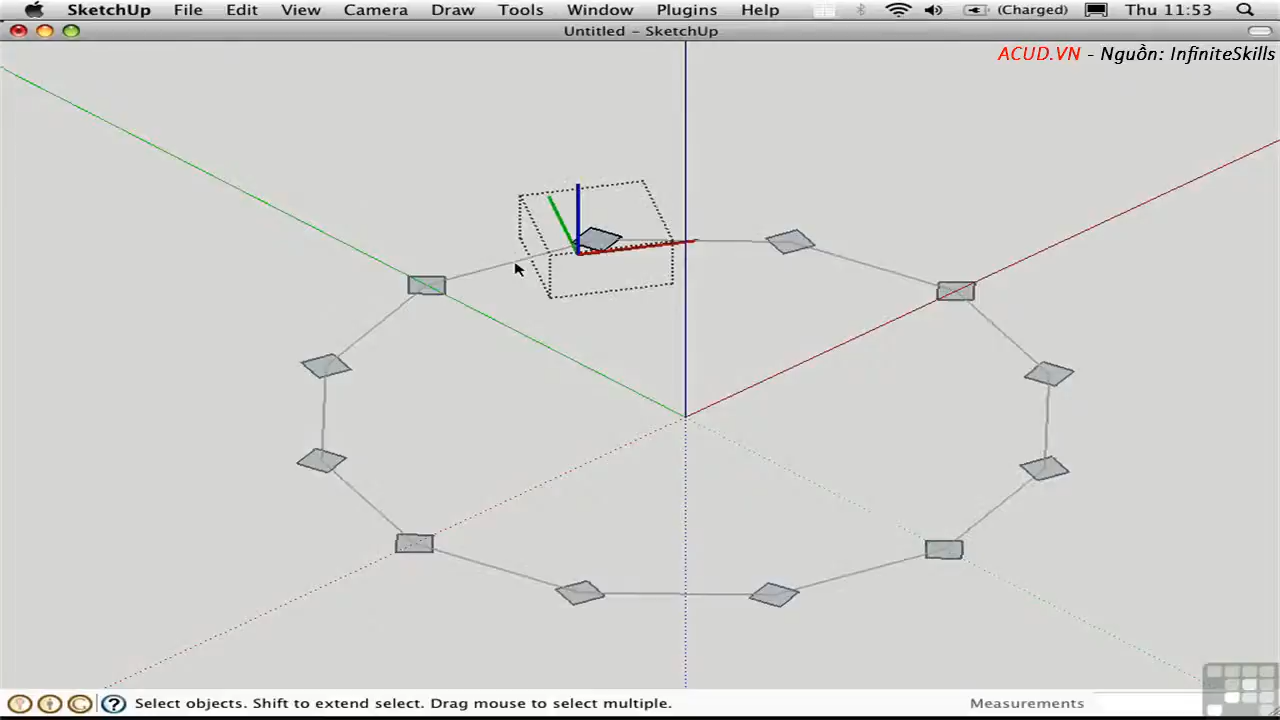 SketchUp File Edit View Camera Draw Tools Window Plugins Help (Charged) Thu 11:53
Untitled - SketchUp
ACUD.VN - Nguồn: InfiniteSkills
? Select objects. Shift to extend select. Drag mouse to select multiple. Measurements